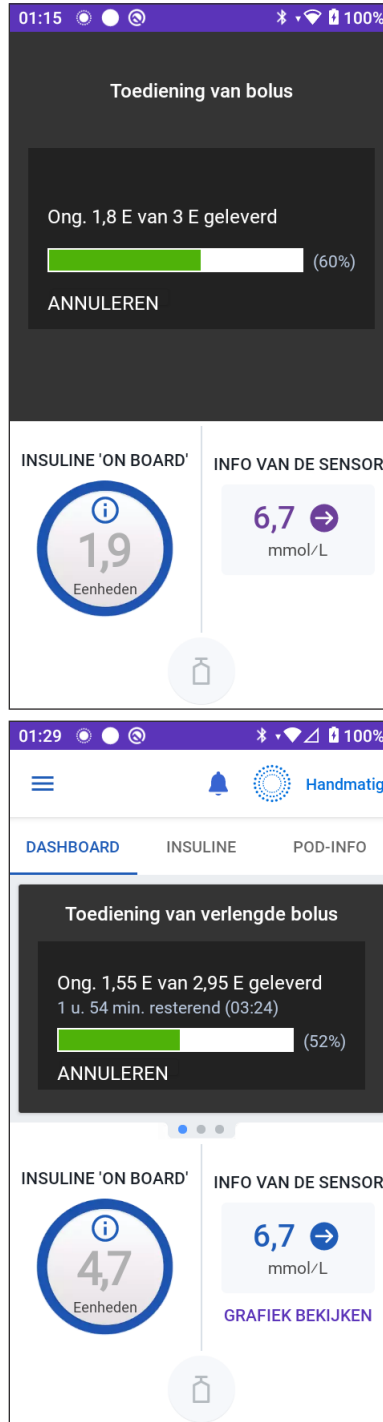 01:15 100%
Toediening van bolus
Ong. 1,8 E van 3 E geleverd
(60%)
ANNULEREN
INSULINE 'ON BOARD'
INFO VAN DE SENSOR
1,9
Eenheden
6,7
mmol/L
01:29 100%
Handmatig
DASHBOARD INSULINE POD-INFO
Toediening van verlengde bolus
Ong. 1,55 E van 2,95 E geleverd
1 u. 54 min. resterend (03:24)
(52%)
ANNULEREN
INSULINE 'ON BOARD'
INFO VAN DE SENSOR
4,7
Eenheden
6,7
mmol/L
GRAFIEK BEKIJKEN